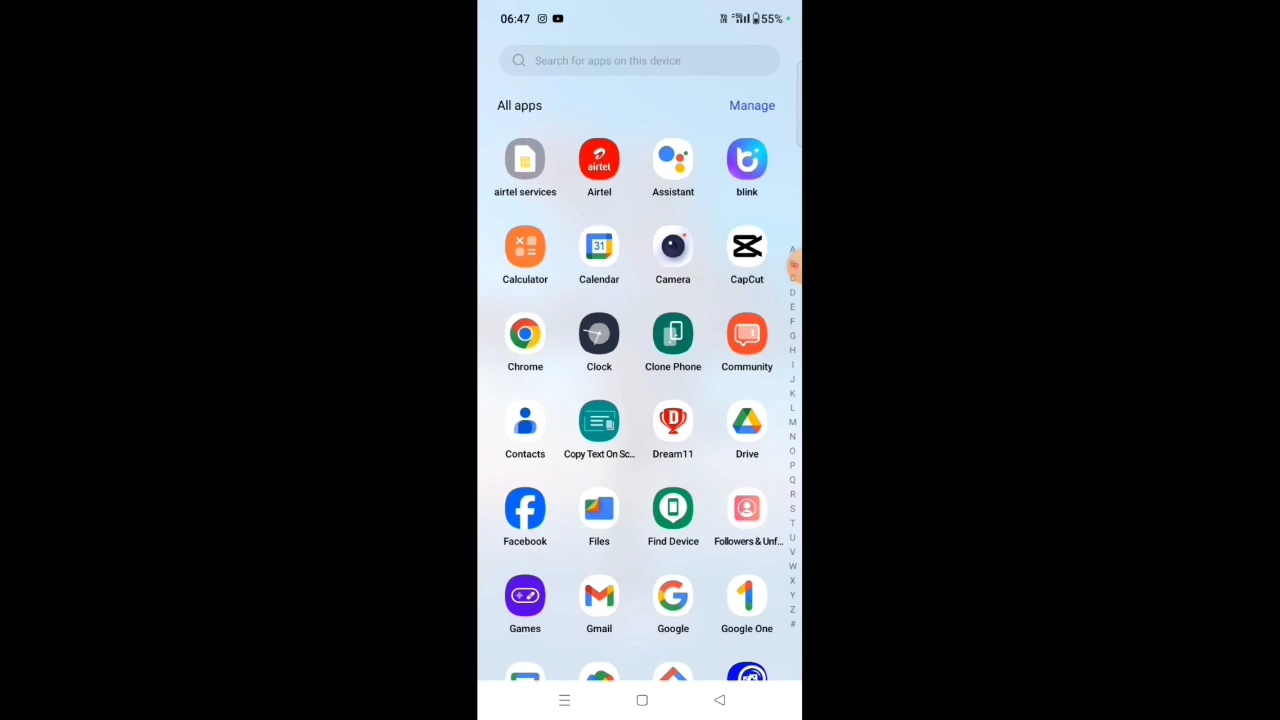 06:47 55%
Search for apps on this device
All apps Manage
airtel
airtel services Airtel Assistant blink
31
Calculator Calendar Camera CapCut
Chrome Clock Clone Phone Community
D
Contacts Copy Text On Sc... Dream11 Drive
Facebook Files Find Device Followers & Unf...
Games Gmail Google Google One
A
C
D
E
F
G
H
I
J
K
L
M
N
O
P
Q
R
S
T
U
V
W
X
Y
Z
#